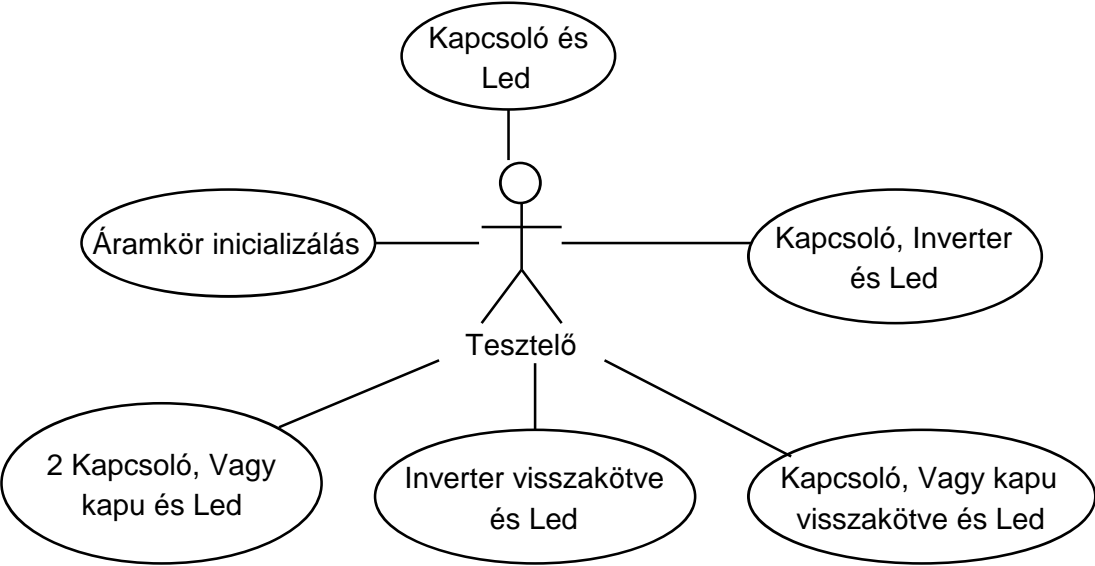 Kapcsoló és
Led
Áramkör inicializálás
Kapcsoló, Inverter
és Led
Tesztelő
2 Kapcsoló, Vagy
kapu és Led
Inverter visszakötve
és Led
Kapcsoló, Vagy kapu
visszakötve és Led